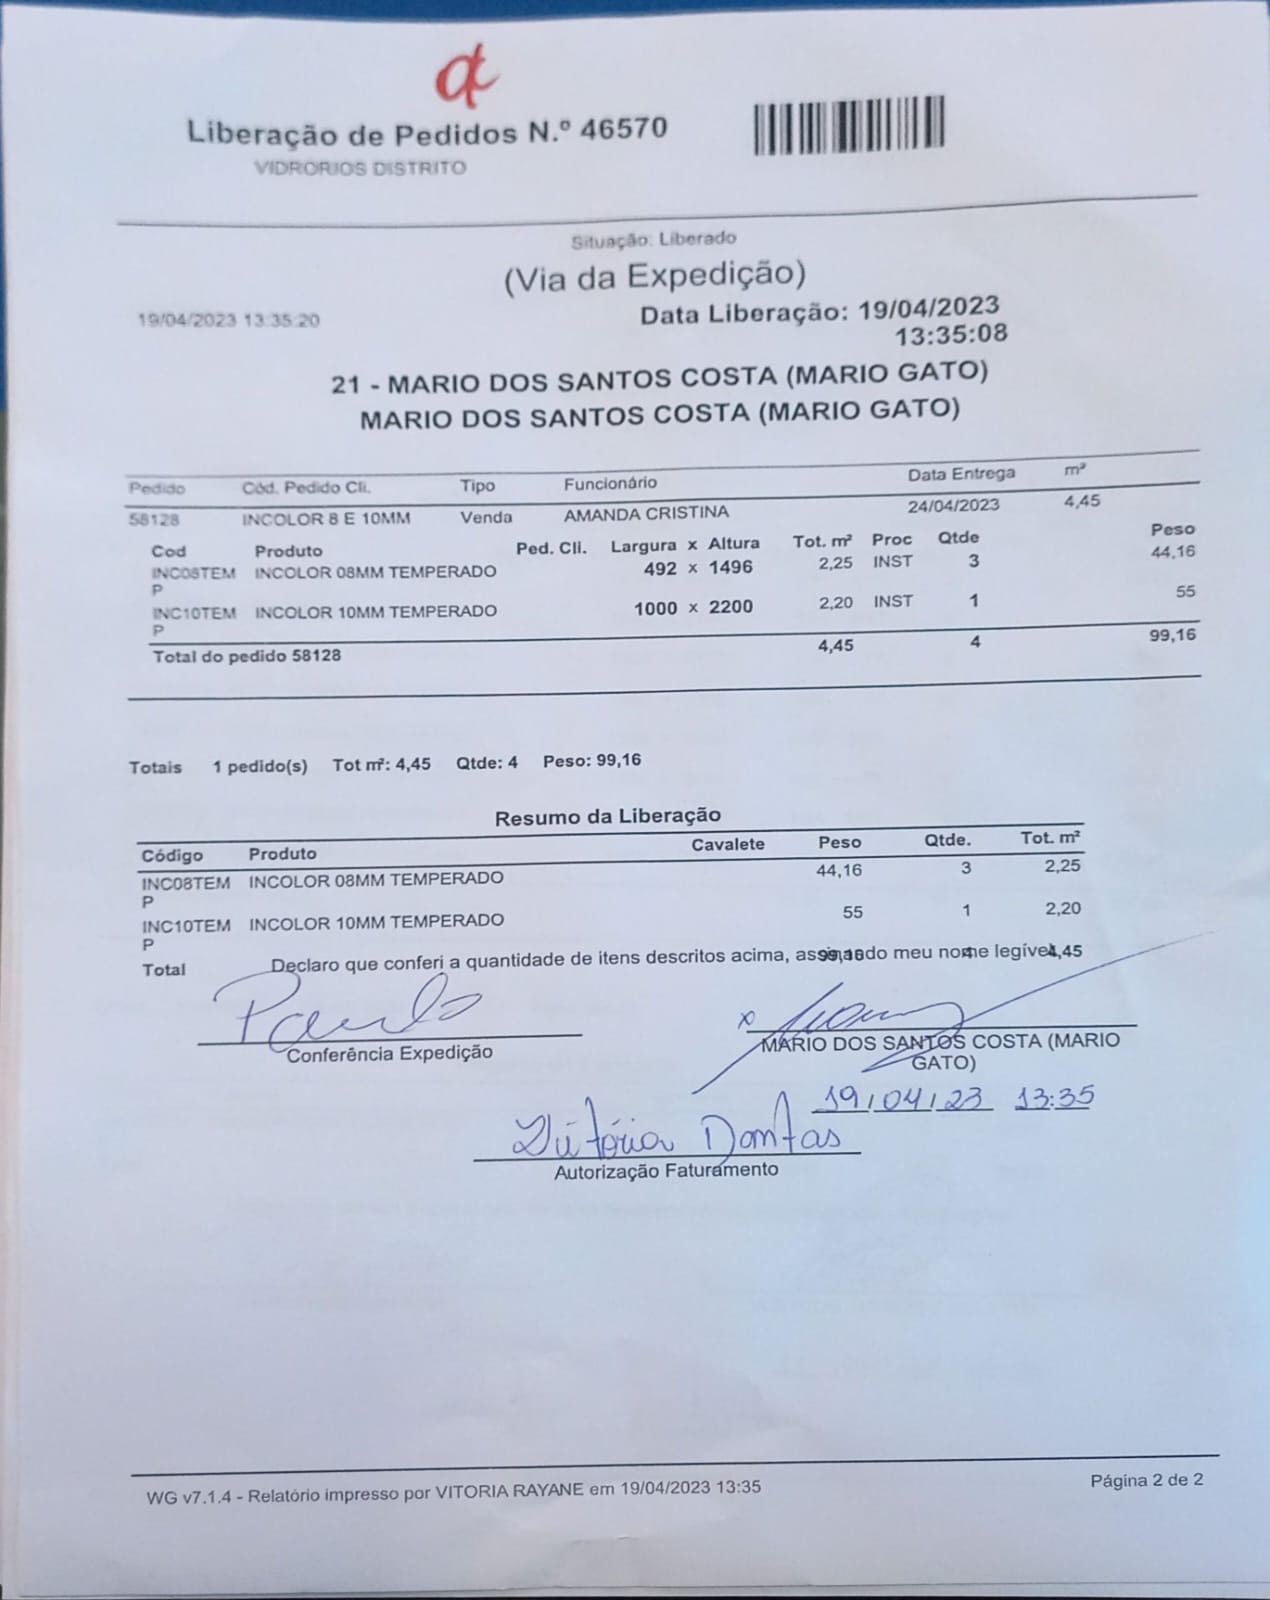 α
Liberação de Pedidos N.º 46570
VIDRORIOS DISTRITO
Situação: Liberado
(Via da Expedição)
19/04/2023 13:35:20 Data Liberação: 19/04/2023
13:35:08
21 - MARIO DOS SANTOS COSTA (MARIO GATO)
MARIO DOS SANTOS COSTA (MARIO GATO)
Pedido Cód. Pedido Cli. Tipo Funcionário Data Entrega m²
58128 INCOLOR 8 E 10MM Venda AMANDA CRISTINA 24/04/2023 4,45
Cod Produto Ped. Cli. Largura x Altura Tot. m² Proc Qtde Peso
INC08TEM INCOLOR 08MM TEMPERADO 492 x 1496 2,25 INST 3 44,16
P
INC10TEM INCOLOR 10MM TEMPERADO 1000 x 2200 2,20 INST 1 55
P
Total do pedido 58128 4,45 4 99,16
Totais 1 pedido(s) Tot m²: 4,45 Qtde: 4 Peso: 99,16
Resumo da Liberação
Código Produto Cavalete Peso Qtde. Tot. m²
INC08TEM INCOLOR 08MM TEMPERADO 44,16 3 2,25
P
INC10TEM INCOLOR 10MM TEMPERADO 55 1 2,20
P
Total 99,16 4 4,45
Declaro que conferi a quantidade de itens descritos acima, assinado meu nome legível.
Paulo
x
Conferência Expedição MARIO DOS SANTOS COSTA (MARIO
GATO)
19/04/23 13:35
Vitória Dantas
Autorização Faturamento
WG v7.1.4 - Relatório impresso por VITORIA RAYANE em 19/04/2023 13:35 Página 2 de 2